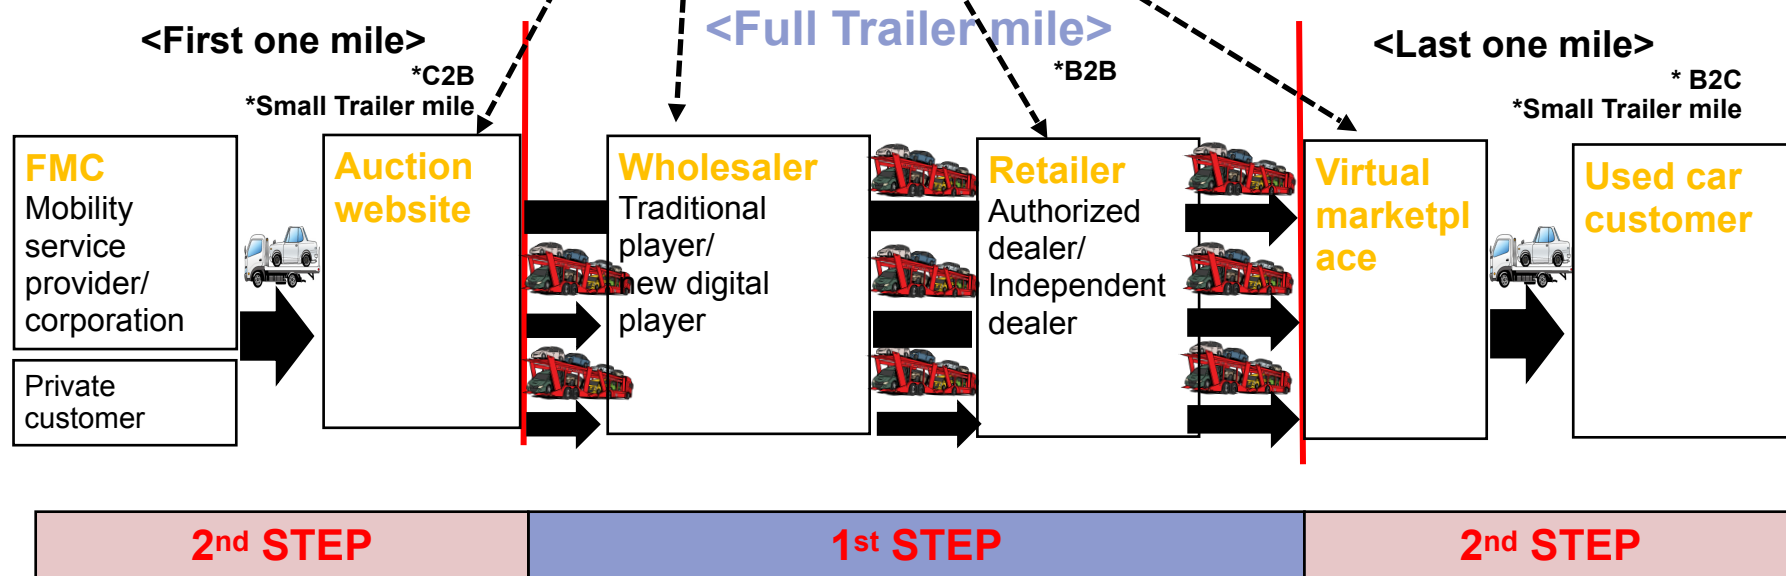 <First one mile>
*C2B
*Small Trailer mile
<Full Trailer mile>
*B2B
<Last one mile>
* B2C
*Small Trailer mile
FMC
Mobility
service
provider/
corporation
Private
customer
Auction
website
Wholesaler
Traditional
player/
new digital
player
Retailer
Authorized
dealer/
Independent
dealer
Virtual
marketpl
ace
Used car
customer
2nd STEP
1st STEP
2nd STEP